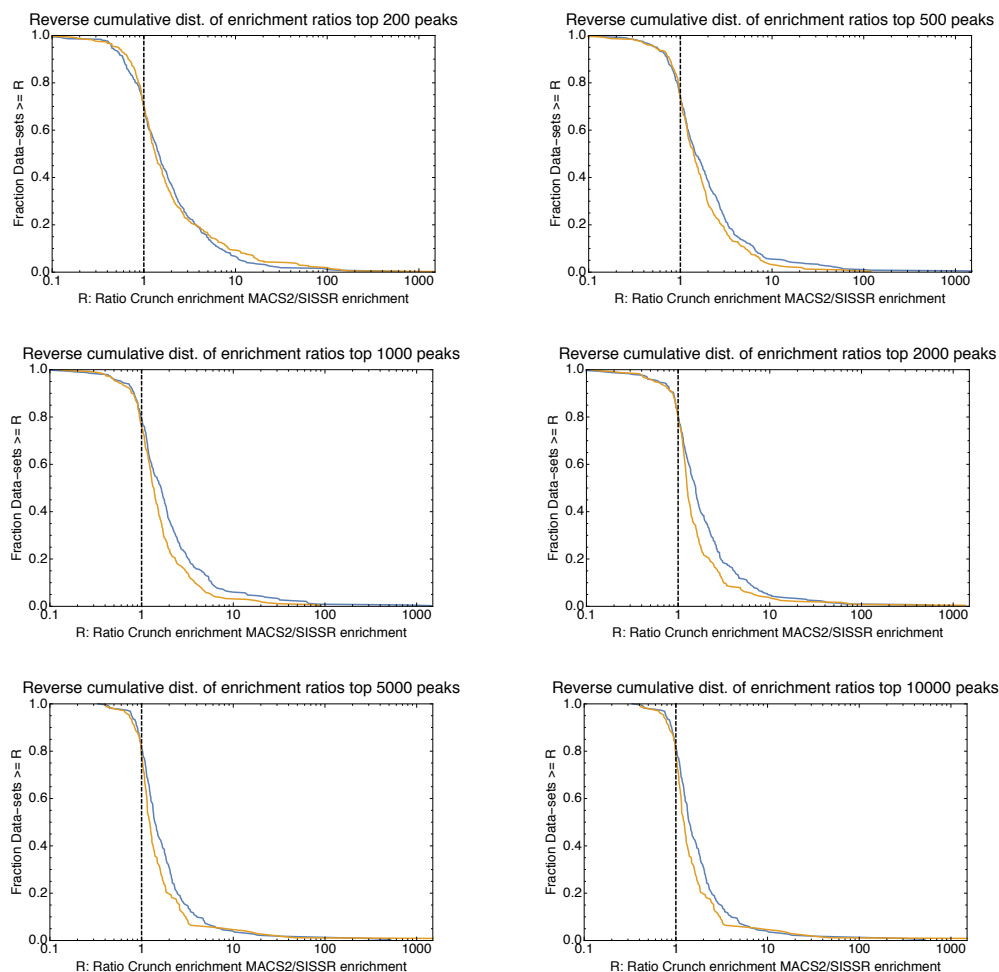 Reverse cumulative dist. of enrichment ratios top 200 peaks
1.0
0.8
0.6
0.4
0.2
0.0
Fraction Data-sets >= R
0.1 1 10 100 1000
R: Ratio Crunch enrichment MACS2/SISSR enrichment
Reverse cumulative dist. of enrichment ratios top 500 peaks
1.0
0.8
0.6
0.4
0.2
0.0
Fraction Data-sets >= R
0.1 1 10 100 1000
R: Ratio Crunch enrichment MACS2/SISSR enrichment
Reverse cumulative dist. of enrichment ratios top 1000 peaks
1.0
0.8
0.6
0.4
0.2
0.0
Fraction Data-sets >= R
0.1 1 10 100 1000
R: Ratio Crunch enrichment MACS2/SISSR enrichment
Reverse cumulative dist. of enrichment ratios top 2000 peaks
1.0
0.8
0.6
0.4
0.2
0.0
Fraction Data-sets >= R
0.1 1 10 100 1000
R: Ratio Crunch enrichment MACS2/SISSR enrichment
Reverse cumulative dist. of enrichment ratios top 5000 peaks
1.0
0.8
0.6
0.4
0.2
0.0
Fraction Data-sets >= R
0.1 1 10 100 1000
R: Ratio Crunch enrichment MACS2/SISSR enrichment
Reverse cumulative dist. of enrichment ratios top 10000 peaks
1.0
0.8
0.6
0.4
0.2
0.0
Fraction Data-sets >= R
0.1 1 10 100 1000
R: Ratio Crunch enrichment MACS2/SISSR enrichment